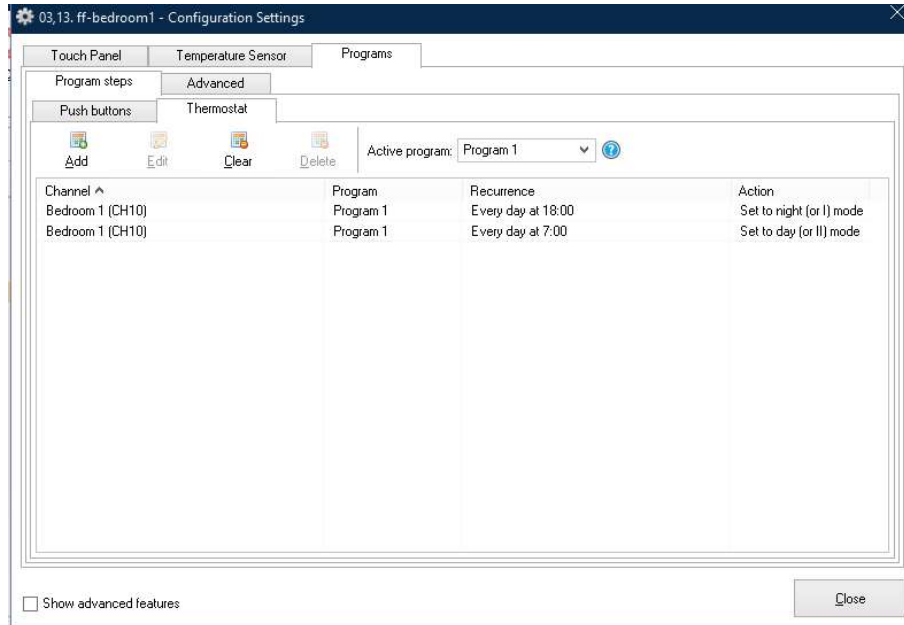 03,13. ff-bedroom1 - Configuration Settings
Touch Panel Temperature Sensor Programs
Program steps Advanced
Push buttons Thermostat
Add Edit Clear Delete Active program: Program 1
Channel Program Recurrence Action
Bedroom 1 (CH10) Program 1 Every day at 18:00 Set to night (or I) mode
Bedroom 1 (CH10) Program 1 Every day at 7:00 Set to day (or II) mode
Show advanced features Close